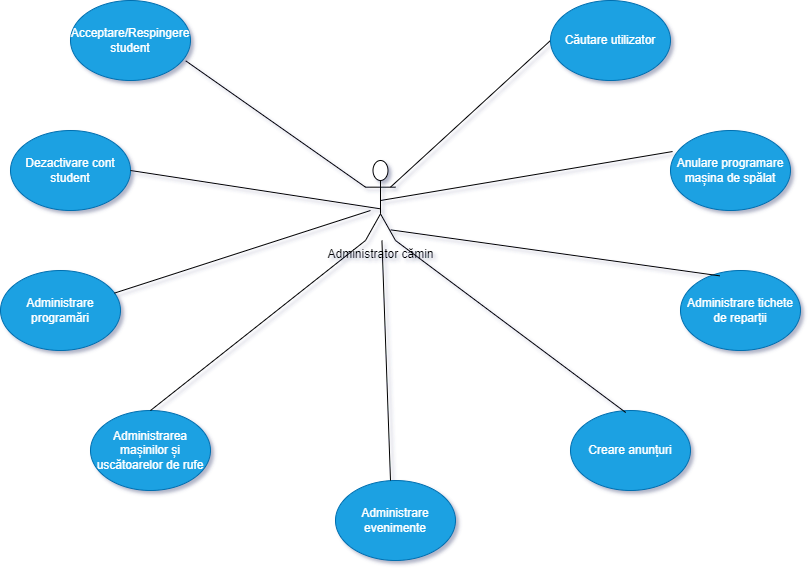 Acceptare/Respingere
student
Căutare utilizator
Dezactivare cont
student
Anulare programare
mașina de spălat
Administrator cămin
Administrare
programări
Administrare tichete
de reparții
Administrarea
mașinilor și
uscătoarelor de rufe
Creare anunțuri
Administrare
evenimente